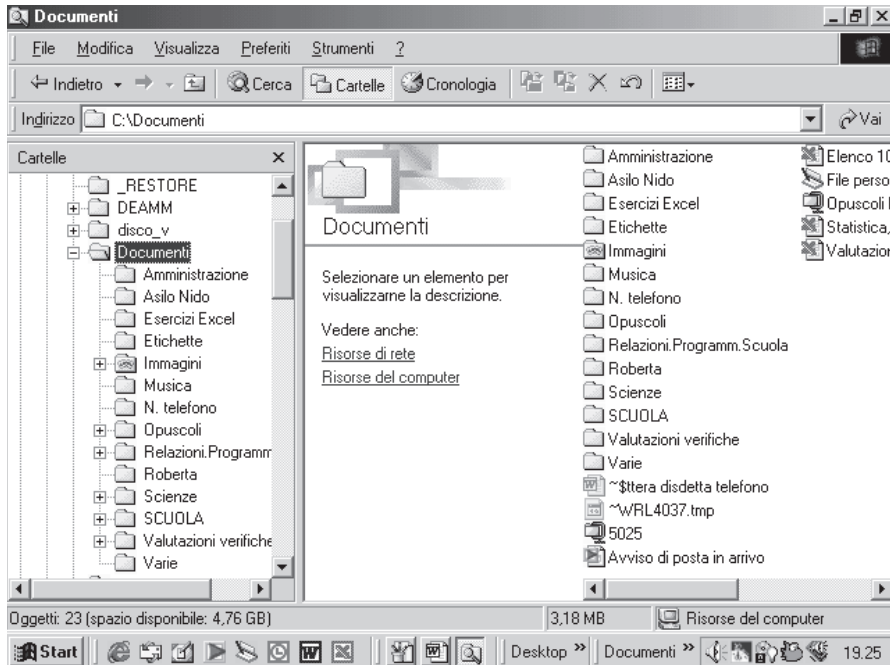 Documenti
File Modifica Visualizza Preferiti Strumenti ?
Indietro Cerca Cartelle Cronologia
Indirizzo C:\Documenti Vai
Cartelle
_RESTORE
DEAMM
disco_v
Documenti
Amministrazione
Asilo Nido
Esercizi Excel
Etichette
Immagini
Musica
N. telefono
Opuscoli
Relazioni.Programm
Roberta
Scienze
SCUOLA
Valutazioni verifiche
Varie
Documenti
Selezionare un elemento per
visualizzarne la descrizione.
Vedere anche:
Risorse di rete
Risorse del computer
Amministrazione
Asilo Nido
Esercizi Excel
Etichette
Immagini
Musica
N. telefono
Opuscoli
Relazioni.Programm.Scuola
Roberta
Scienze
SCUOLA
Valutazioni verifiche
Varie
~$ttera disdetta telefono
~WRL4037.tmp
5025
Avviso di posta in arrivo
Elenco 10
File perso
Opuscoli
Statistica,
Valutazion
Oggetti: 23 (spazio disponibile: 4,76 GB) 3,18 MB Risorse del computer
Start Desktop » Documenti » 19.25